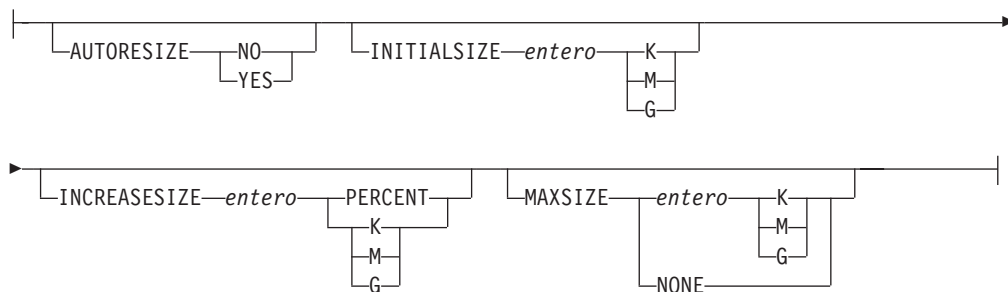 AUTORESIZE NO INITIALSIZE entero K
YES M
G
INCREASESIZE entero PERCENT MAXSIZE entero K
K M
M G
G NONE